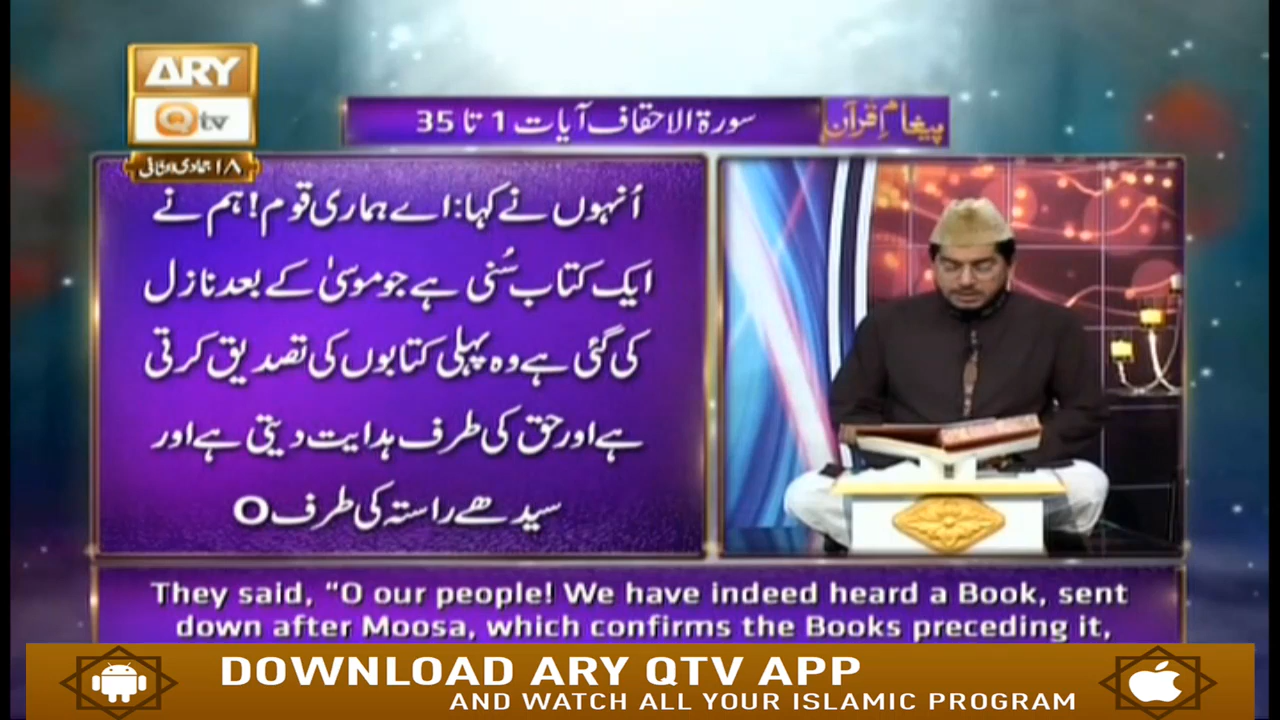 ARY
Qtv
۱۸ جمادی الثانی
سورۃ الاحقاف آیات 1 تا 35
پیغامِ قرآن
اُنہوں نے کہا: اے ہماری قوم! ہم نے
ایک کتاب سُنی ہے جو موسیٰ کے بعد نازل
کی گئی ہے وہ پہلی کتابوں کی تصدیق کرتی
ہے اور حق کی طرف ہدایت دیتی ہے اور
سیدھے راستہ کی طرف O
They said, “O our people! We have indeed heard a Book, sent
down after Moosa, which confirms the Books preceding it,
DOWNLOAD ARY QTV APP
AND WATCH ALL YOUR ISLAMIC PROGRAM